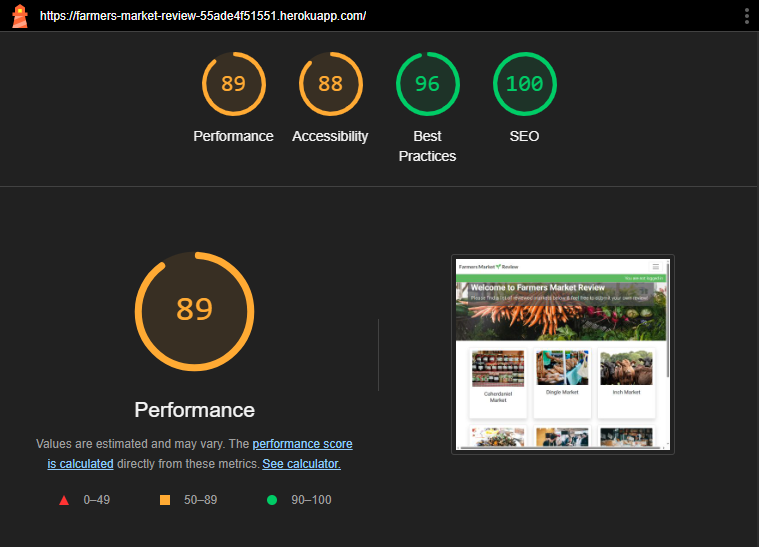 https://farmers-market-review-55ade4f51551.herokuapp.com/
89
88
96
100
Performance
Accessibility
Best
Practices
SEO
89
Performance
Values are estimated and may vary. The performance score
is calculated directly from these metrics. See calculator.
0–49
50–89
90–100
Farmers Market Review
You are not logged in
Welcome to Farmers Market Review
Please find a list of reviewed markets below & feel free to submit your own review!
Caherdaniel
Market
Dingle Market
Inch Market